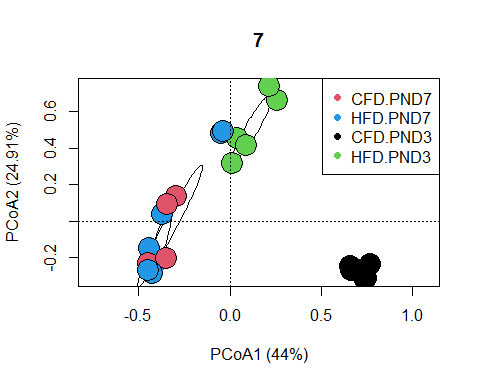 7
CFD.PND7
HFD.PND7
CFD.PND3
HFD.PND3
PCoA2 (24.91%)
0.6
0.4
0.2
-0.2
-0.5
0.0
0.5
1.0
PCoA1 (44%)